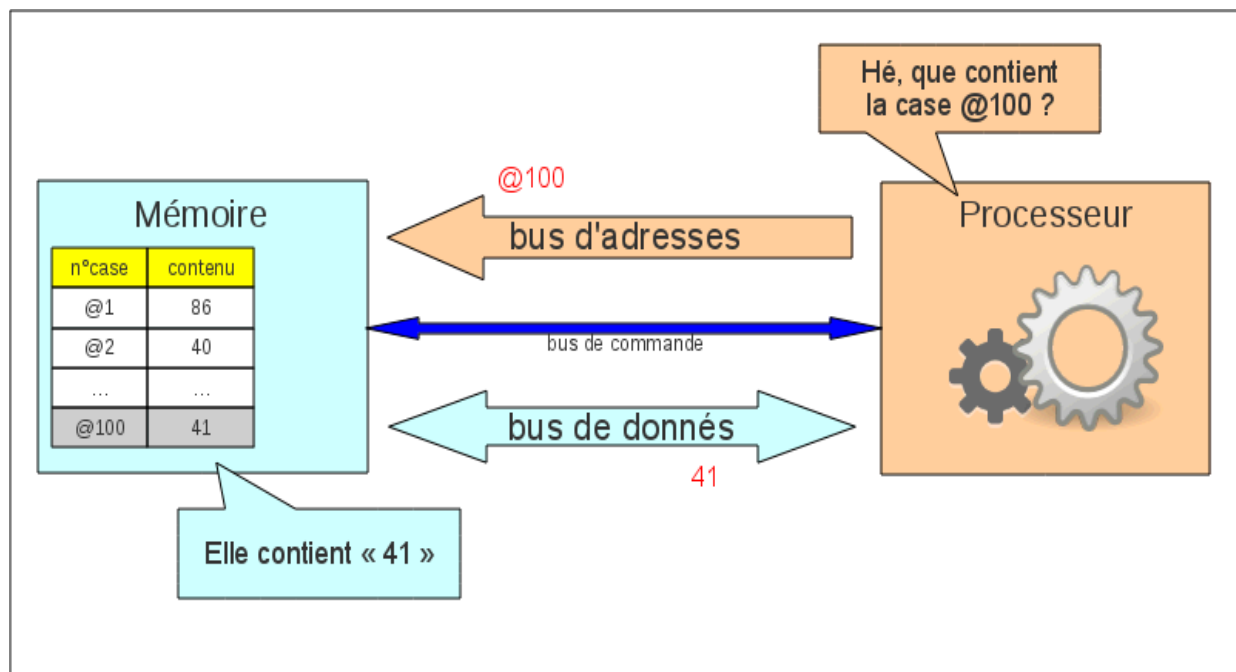 Hé, que contient
la case @100 ?
@100
Mémoire
bus d'adresses
Processeur
n°case contenu
@1 86
@2 40
... ...
@100 41
bus de commande
bus de donnés
41
Elle contient « 41 »